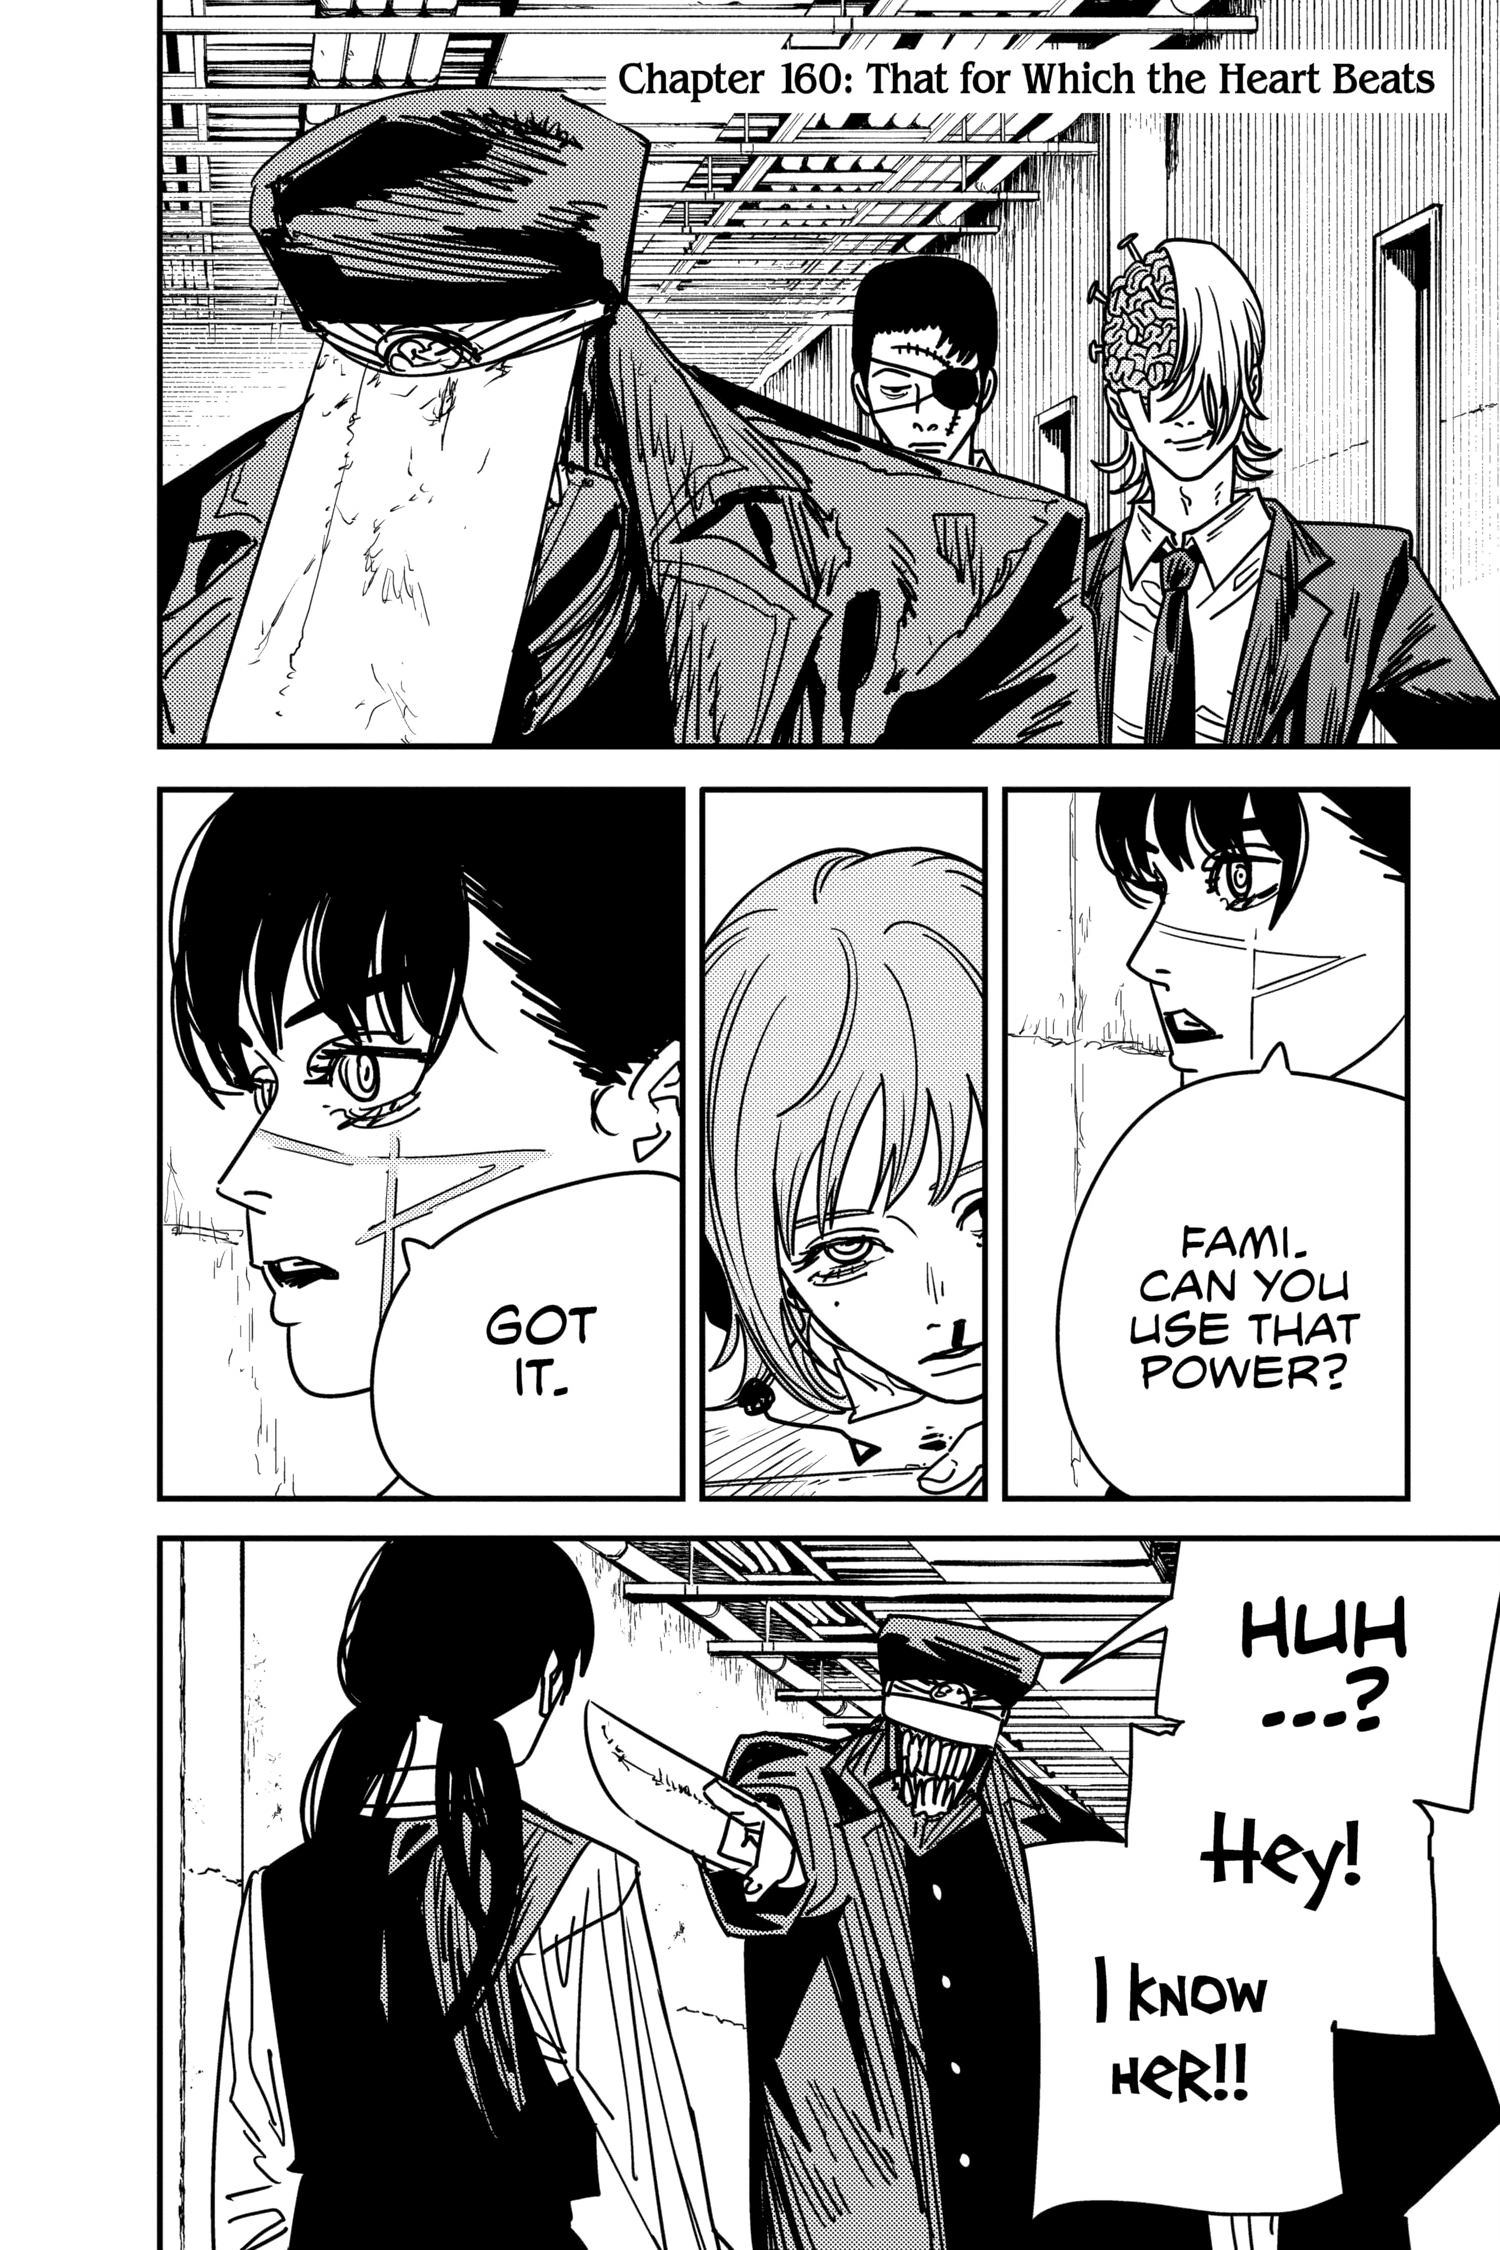 Chapter 160: That for Which the Heart Beats
FAMI.
CAN YOU
USE THAT
POWER?
GOT
IT.
HUH
...?
Hey!
I KNOW
HER!!